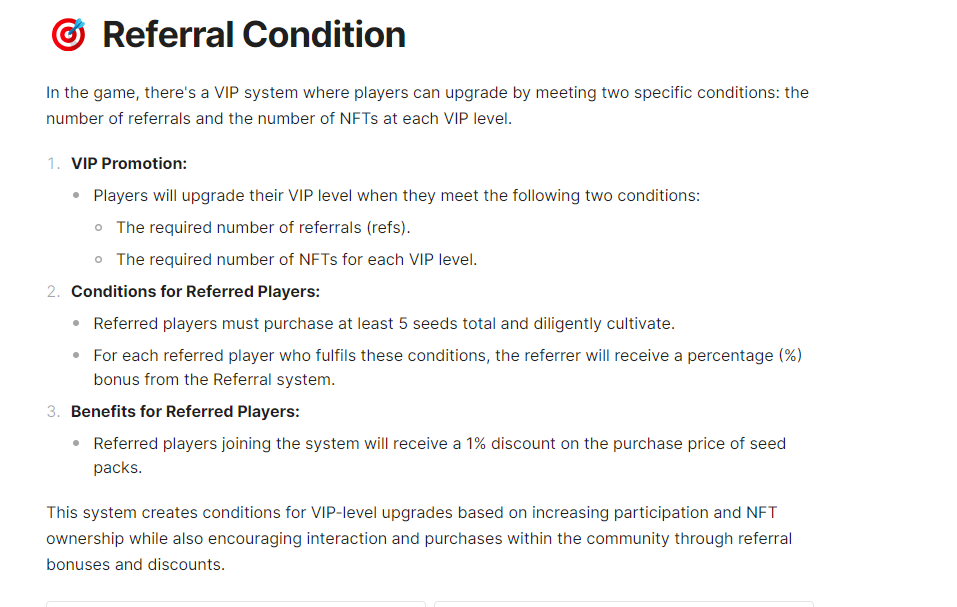 Referral Condition
In the game, there's a VIP system where players can upgrade by meeting two specific conditions: the
number of referrals and the number of NFTs at each VIP level.
1. VIP Promotion:
Players will upgrade their VIP level when they meet the following two conditions:
The required number of referrals (refs).
The required number of NFTs for each VIP level.
2. Conditions for Referred Players:
Referred players must purchase at least 5 seeds total and diligently cultivate.
For each referred player who fulfils these conditions, the referrer will receive a percentage (%)
bonus from the Referral system.
3. Benefits for Referred Players:
Referred players joining the system will receive a 1% discount on the purchase price of seed
packs.
This system creates conditions for VIP-level upgrades based on increasing participation and NFT
ownership while also encouraging interaction and purchases within the community through referral
bonuses and discounts.